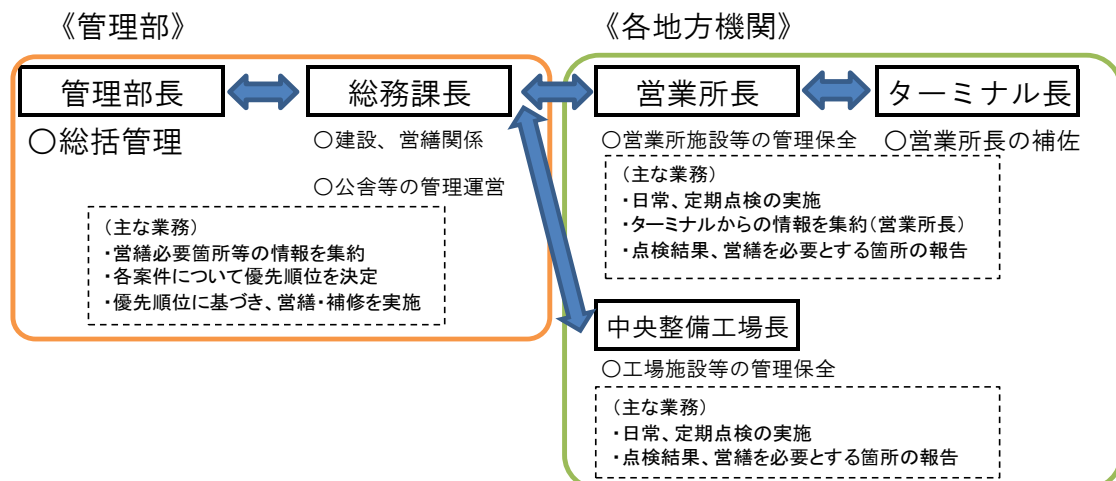 《管理部》
管理部長
総務課長
〇総括管理
〇建設、営繕関係
〇公舎等の管理運営
（主な業務）
・営繕必要箇所等の情報を集約
・各案件について優先順位を決定
・優先順位に基づき、営繕・補修を実施
《各地方機関》
営業所長
ターミナル長
〇営業所施設等の管理保全
〇営業所長の補佐
（主な業務）
・日常、定期点検の実施
・ターミナルからの情報を集約（営業所長）
・点検結果、営繕を必要とする箇所の報告
中央整備工場長
〇工場施設等の管理保全
（主な業務）
・日常、定期点検の実施
・点検結果、営繕を必要とする箇所の報告